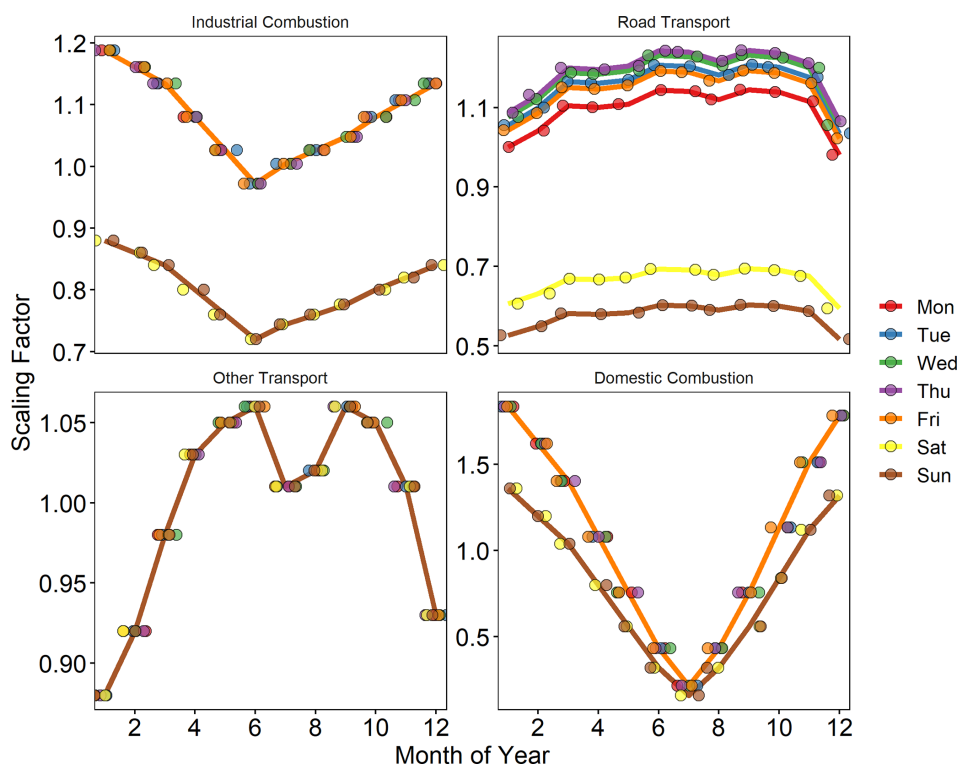 Industrial Combustion
Road Transport
1.2
1.1
1.0
0.9
0.8
0.7
1.1
0.9
0.7
0.5
Scaling Factor
Other Transport
Domestic Combustion
1.05
1.00
0.95
0.90
1.5
1.0
0.5
2 4 6 8 10 12
2 4 6 8 10 12
Month of Year
Mon
Tue
Wed
Thu
Fri
Sat
Sun